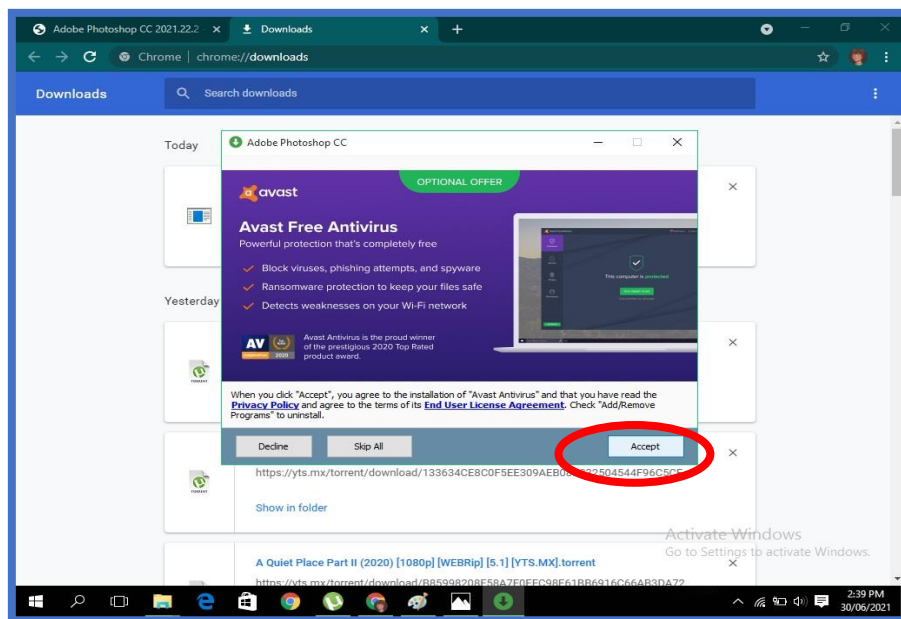 Adobe Photoshop CC 2021.22.2
Downloads
Chrome | chrome://downloads
Downloads
Search downloads
Today
Adobe Photoshop CC
OPTIONAL OFFER
avast
Avast Free Antivirus
Powerful protection that's completely free
Block viruses, phishing attempts, and spyware
Ransomware protection to keep your files safe
Detects weaknesses on your Wi-Fi network
This computer is protected
Yesterday
AV
2020
Avast Antivirus is the proud winner
of the prestigious 2020 Top Rated
product award.
When you click "Accept", you agree to the installation of "Avast Antivirus" and that you have read the
Privacy Policy and agree to the terms of its End User License Agreement. Check "Add/Remove
Programs" to uninstall.
Decline
Skip All
Accept
https://yts.mx/torrent/download/133634CE8C0F5EE309AEB0
Show in folder
Activate Windows
Go to Settings to activate Windows.
A Quiet Place Part II (2020) [1080p] [WEBRip] [5.1] [YTS.MX].torrent
https://yts.mx/torrent/download/B85998208F58A7F0FFC98F61BB6916C66AB3DA72
2:39 PM
30/06/2021